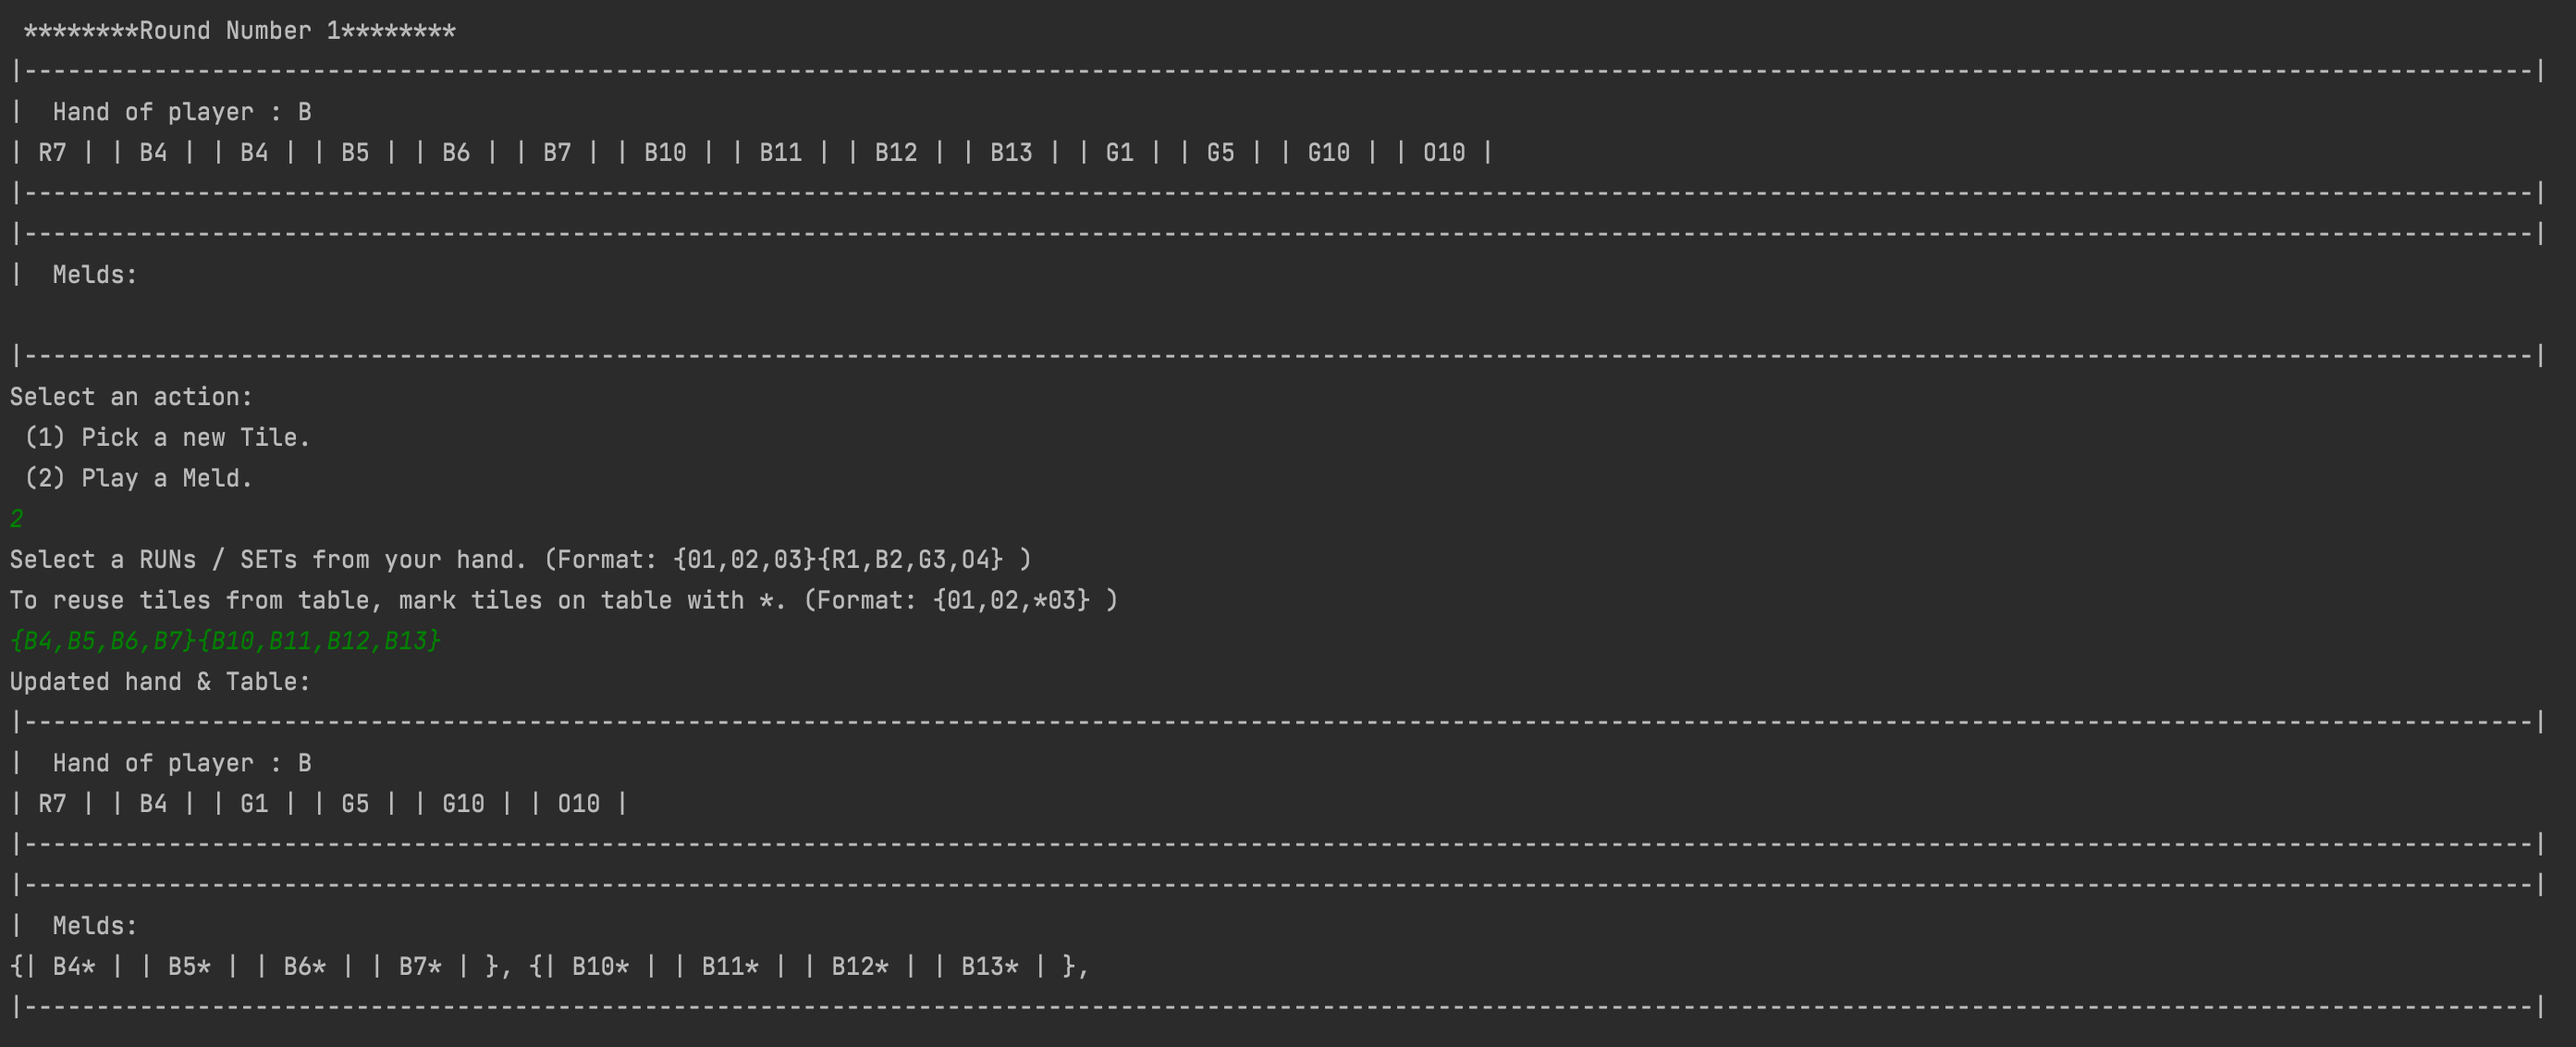 ********Round Number 1********
|------------------------------------------------------------------------------------------------------------------------------------------------------------------------------|
|  Hand of player : B
| R7 | | B4 | | B4 | | B5 | | B6 | | B7 | | B10 | | B11 | | B12 | | B13 | | G1 | | G5 | | G10 | | O10 |
|------------------------------------------------------------------------------------------------------------------------------------------------------------------------------|
|------------------------------------------------------------------------------------------------------------------------------------------------------------------------------|
|  Melds:
|------------------------------------------------------------------------------------------------------------------------------------------------------------------------------|
Select an action:
(1) Pick a new Tile.
(2) Play a Meld.
2
Select a RUNs / SETs from your hand. (Format: {O1,O2,O3}{R1,B2,G3,O4} )
To reuse tiles from table, mark tiles on table with *. (Format: {O1,O2,*O3} )
{B4,B5,B6,B7}{B10,B11,B12,B13}
Updated hand & Table:
|------------------------------------------------------------------------------------------------------------------------------------------------------------------------------|
|  Hand of player : B
| R7 | | B4 | | G1 | | G5 | | G10 | | O10 |
|------------------------------------------------------------------------------------------------------------------------------------------------------------------------------|
|------------------------------------------------------------------------------------------------------------------------------------------------------------------------------|
|  Melds:
{| B4* | | B5* | | B6* | | B7* | }, {| B10* | | B11* | | B12* | | B13* | },
|------------------------------------------------------------------------------------------------------------------------------------------------------------------------------|